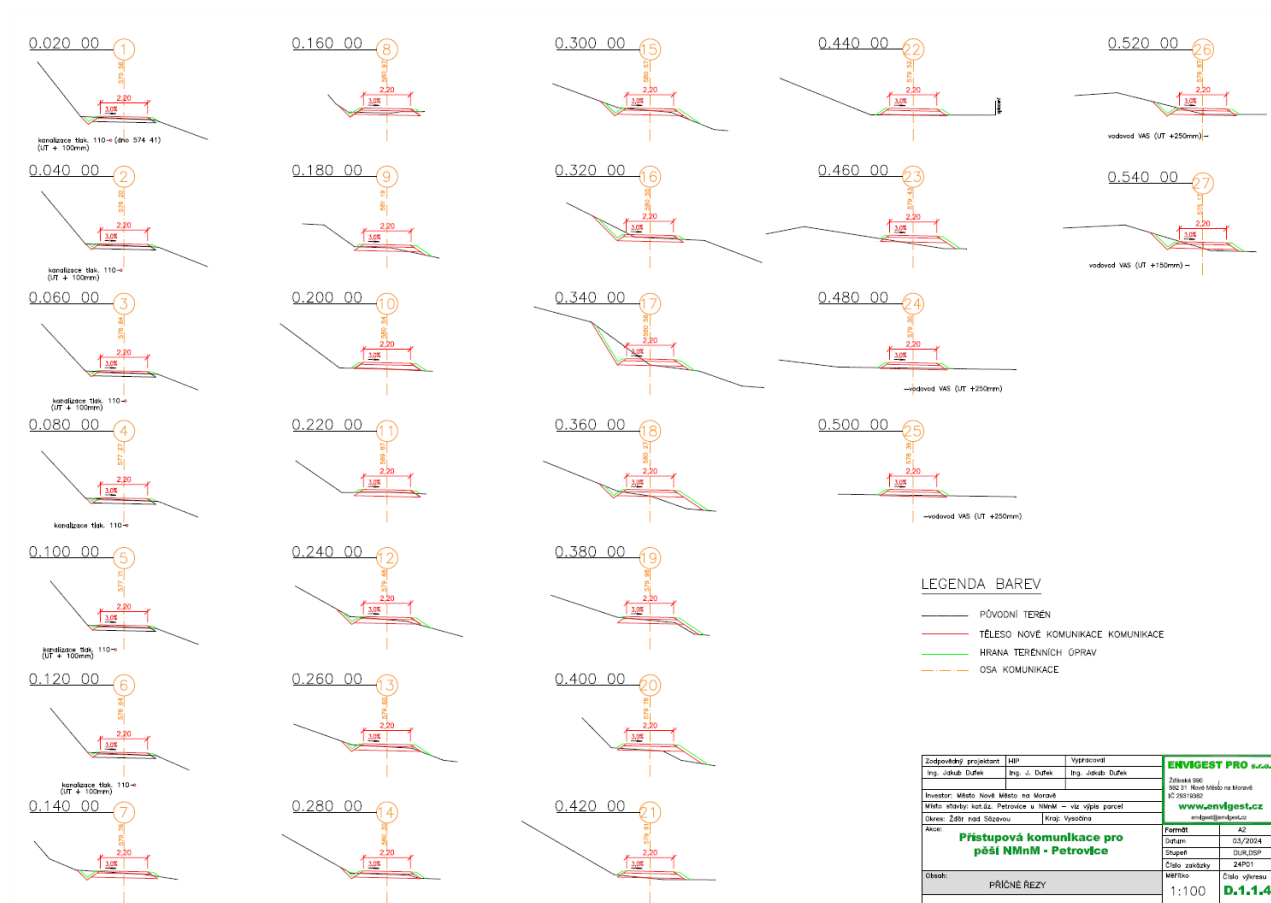 0.020 00
1
2,20
3,0%
kanalizace tlak. 110 (dno 574 41)
(UT + 100mm)
0.040 00
2
2,20
3,0%
kanalizace tlak. 110
(UT + 100mm)
0.060 00
3
2,20
3,0%
kanalizace tlak. 110
(UT + 100mm)
0.080 00
4
577 27
2,20
3,0%
kanalizace tlak. 110
0.100 00
5
577 71
2,20
3,0%
kanalizace tlak. 110
(UT + 100mm)
0.120 00
6
2,20
3,0%
kanalizace tlak. 110
(UT + 100mm)
0.140 00
7
2,20
3,0%
0.160 00
8
2,20
3,0%
0.180 00
9
581 19
2,20
3,0%
0.200 00
10
580 54
2,20
3,0%
0.220 00
11
2,20
3,0%
0.240 00
12
2,20
3,0%
0.260 00
13
2,20
3,0%
0.280 00
14
2,20
3,0%
0.300 00
15
2,20
3,0%
0.320 00
16
2,20
3,0%
0.340 00
17
2,20
3,0%
0.360 00
18
580 27
2,20
3,0%
0.380 00
19
579 98
2,20
3,0%
0.400 00
20
579 76
2,20
3,0%
0.420 00
21
2,20
3,0%
0.440 00
22
579 52
2,20
3,0%
0.460 00
23
2,20
3,0%
0.480 00
24
2,20
3,0%
vodovod VAS (UT +250mm)
0.500 00
25
2,20
3,0%
vodovod VAS (UT +250mm)
0.520 00
26
2,20
3,0%
vodovod VAS (UT +250mm)
0.540 00
27
2,20
3,0%
vodovod VAS (UT +150mm)
LEGENDA BAREV
PŮVODNÍ TERÉN
TĚLESO NOVÉ KOMUNIKACE KOMUNIKACE
HRANA TERÉNNÍCH ÚPRAV
OSA KOMUNIKACE
Zodpovědný projektant HIP Vypracoval
Ing. Jakub Dufek Ing. J. Dufek Ing. Jakub Dufek
Investor: Město Nové Město na Moravě
Místo stavby: kat.úz. Petrovice u NMnM – viz výpis parcel
Okres: Žďár nad Sázavou Kraj: Vysočina
Akce:
Přístupová komunikace pro
pěší NMnM - Petrovice
Obsah:
PŘÍČNÉ ŘEZY
ENVIGEST PRO s.r.o.
Žďárská 990
592 31 Nové Město na Moravě
IČ 29319382
www.envigest.cz
envigest@envigest.cz
Formát A2
Datum 03/2024
Stupeň DUR,DSP
Číslo zakázky 24P01
Měřítko Číslo výkresu
1:100 D.1.1.4